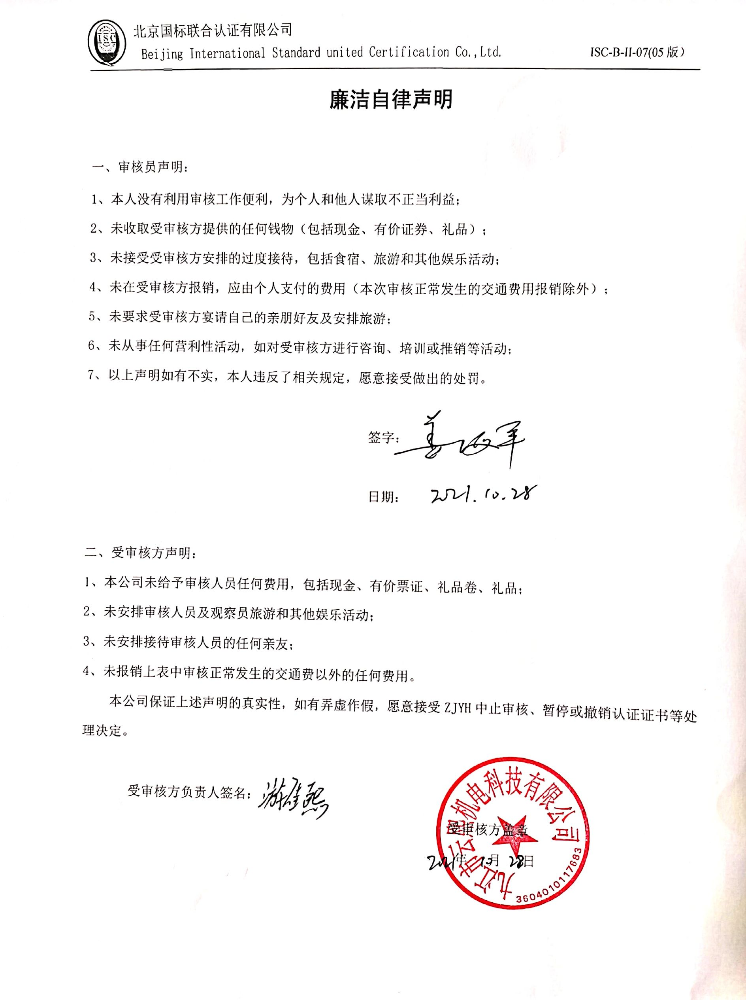 ISC
北京国标联合认证有限公司
Beijing International Standard united Certification Co.,Ltd.
ISC-B-II-07(05 版）
廉洁自律声明
一、审核员声明：
1、本人没有利用审核工作便利，为个人和他人谋取不正当利益；
2、未收取受审核方提供的任何钱物（包括现金、有价证券、礼品）；
3、未接受受审核方安排的过度接待，包括食宿、旅游和其他娱乐活动；
4、未在受审核方报销，应由个人支付的费用（本次审核正常发生的交通费用报销除外）；
5、未要求受审核方宴请自己的亲朋好友及安排旅游；
6、未从事任何营利性活动，如对受审核方进行咨询、培训或推销等活动；
7、以上声明如有不实，本人违反了相关规定，愿意接受做出的处罚。
签字：姜海军
日期： 2021.10.28
二、受审核方声明：
1、本公司未给予审核人员任何费用，包括现金、有价票证、礼品卷、礼品；
2、未安排审核人员及观察员旅游和其他娱乐活动；
3、未安排接待审核人员的任何亲友；
4、未报销上表中审核正常发生的交通费以外的任何费用。
本公司保证上述声明的真实性，如有弄虚作假，愿意接受 ZJYH 中止审核、暂停或撤销认证证书等处
理决定。
受审核方负责人签名：
九江市云 机电科技有限公司
受审核方盖章
2021年 10月 28日
3604010117683